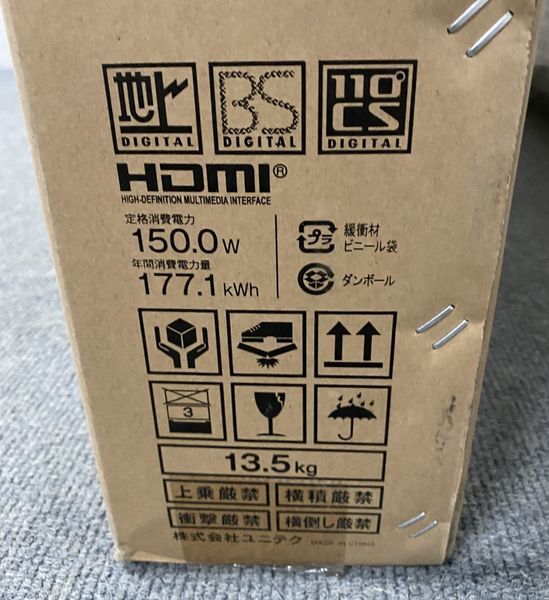 地上 BS 110°CS
DIGITAL DIGITAL DIGITAL
HDMI®
HIGH-DEFINITION MULTIMEDIA INTERFACE
定格消費電力
150.0W
年間消費電力量
177.1kWh
プラ 緩衝材
ビニール袋
ダンボール
3
13.5kg
上乗厳禁 横積厳禁
衝撃厳禁 横倒し厳禁
株式会社ユニテク MADE IN CHINA